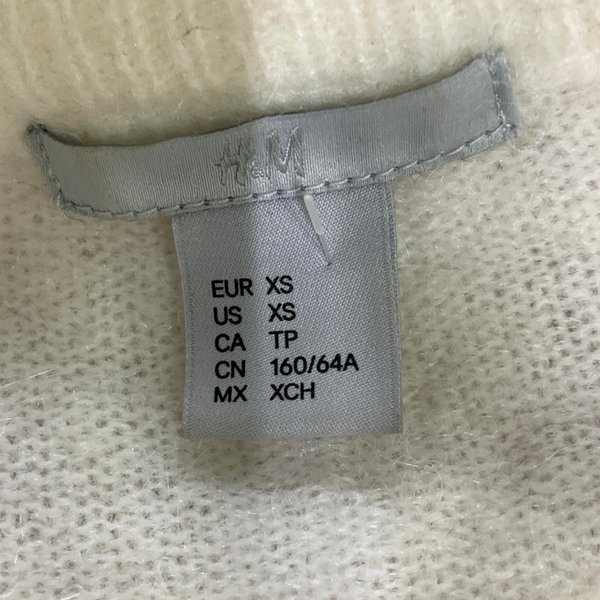 H&M
EUR XS
US XS
CA TP
CN 160/64A
MX XCH